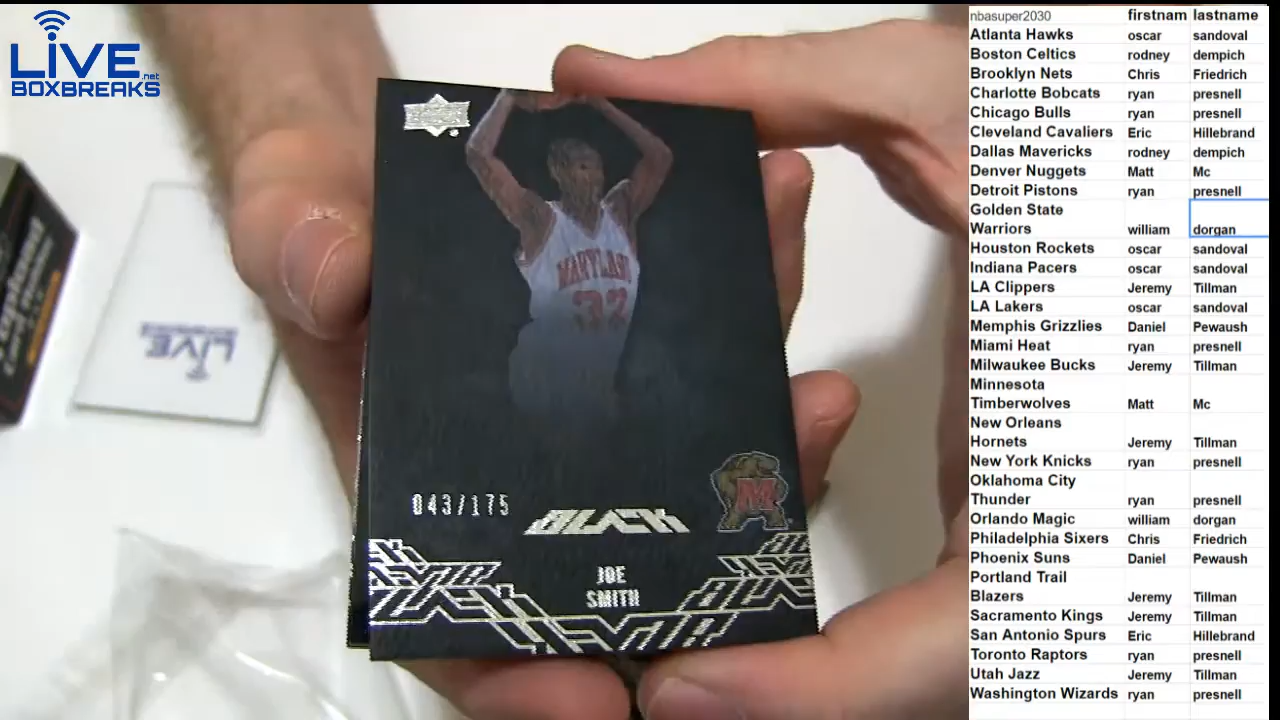 LIVE
.net
BOXBREAKS
MARYLAND
32
M
043/175
BLACK
JOE
SMITH
LIVE
nbasuper2030 firstnam lastname
Atlanta Hawks oscar sandoval
Boston Celtics rodney dempich
Brooklyn Nets Chris Friedrich
Charlotte Bobcats ryan presnell
Chicago Bulls ryan presnell
Cleveland Cavaliers Eric Hillebrand
Dallas Mavericks rodney dempich
Denver Nuggets Matt Mc
Detroit Pistons ryan presnell
Golden State
Warriors william dorgan
Houston Rockets oscar sandoval
Indiana Pacers oscar sandoval
LA Clippers Jeremy Tillman
LA Lakers oscar sandoval
Memphis Grizzlies Daniel Pewaush
Miami Heat ryan presnell
Milwaukee Bucks Jeremy Tillman
Minnesota
Timberwolves Matt Mc
New Orleans
Hornets Jeremy Tillman
New York Knicks ryan presnell
Oklahoma City
Thunder ryan presnell
Orlando Magic william dorgan
Philadelphia Sixers Chris Friedrich
Phoenix Suns Daniel Pewaush
Portland Trail
Blazers Jeremy Tillman
Sacramento Kings Jeremy Tillman
San Antonio Spurs Eric Hillebrand
Toronto Raptors ryan presnell
Utah Jazz Jeremy Tillman
Washington Wizards ryan presnell